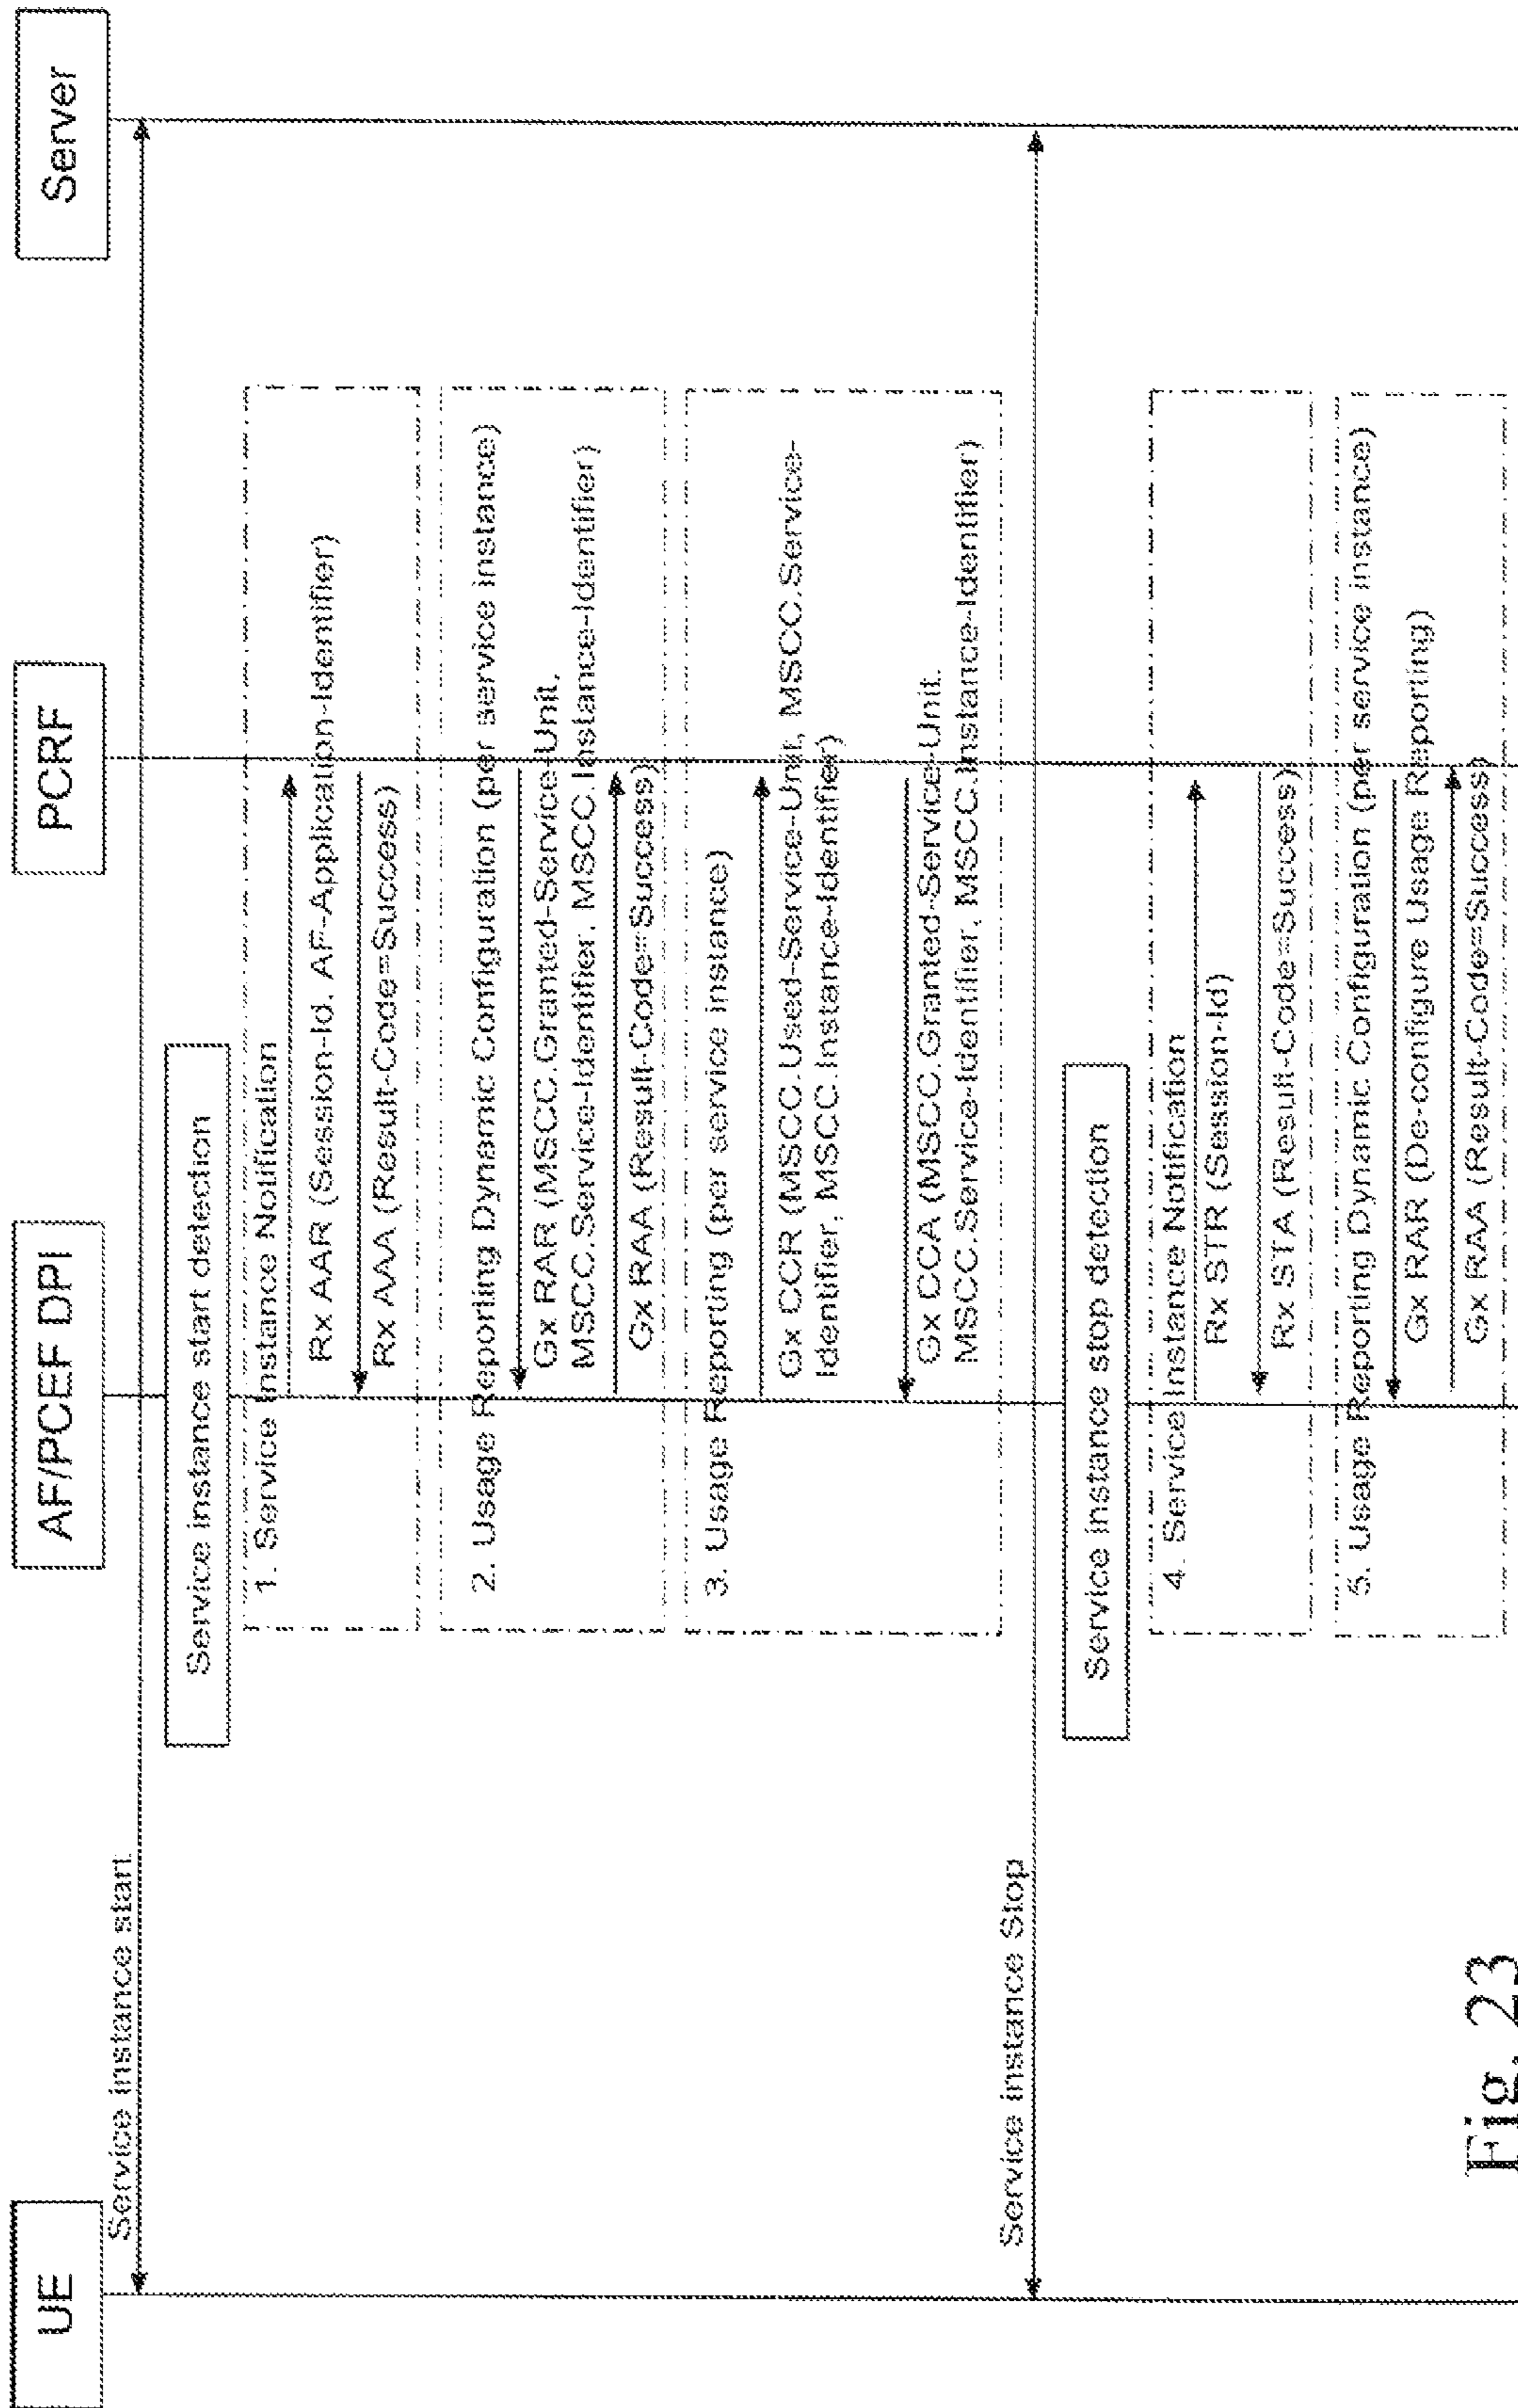 UE
AF/PCEF DPI
PCRF
Server
Service instance start
Service instance start detection
1. Service Instance Notification
Rx AAR (Session-Id, AF-Application-Identifier)
Rx AAA (Result-Code=Success)
2. Usage Reporting Dynamic Configuration (per service instance)
Gx RAR (MSCC.Granted-Service-Unit,
MSCC.Service-Identifier, MSCC.Instance-Identifier)
Gx RAA (Result-Code=Success)
3. Usage Reporting (per service instance)
Gx CCR (MSCC.Used-Service-Unit, MSCC.Service-
Identifier, MSCC.Instance-Identifier)
Gx CCA (MSCC.Granted-Service-Unit.
MSCC.Service-Identifier, MSCC.Instance-Identifier)
Service instance Stop
Service instance stop detection
4. Service Instance Notification
Rx STR (Session-Id)
Rx STA (Result-Code=Success)
5. Usage Reporting Dynamic Configuration (per service instance)
Gx RAR (De-configure Usage Reporting)
Gx RAA (Result-Code=Success)
Fig. 23